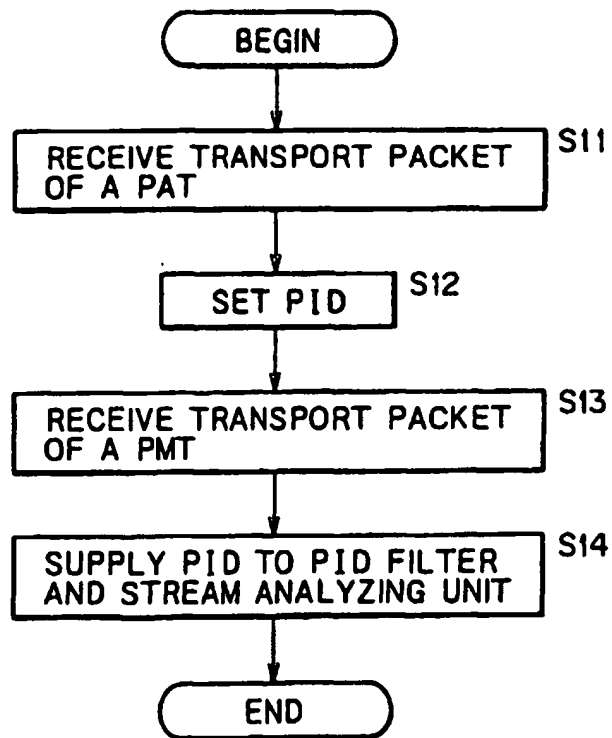 BEGIN
S11
RECEIVE TRANSPORT PACKET
OF A PAT
S12
SET PID
S13
RECEIVE TRANSPORT PACKET
OF A PMT
S14
SUPPLY PID TO PID FILTER
AND STREAM ANALYZING UNIT
END